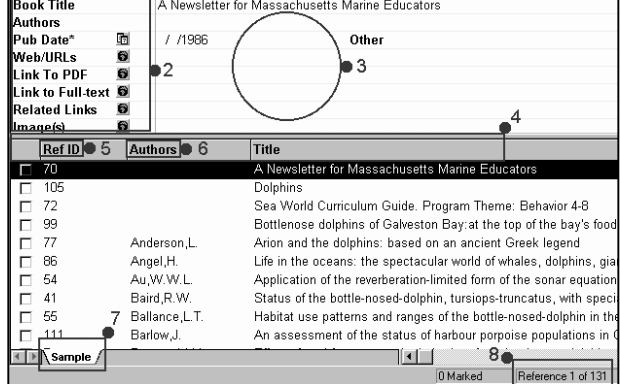 Book Title A Newsletter for Massachusetts Marine Educators
Authors
Pub Date* / /1986 Other
Web/URLs
Link To PDF 2 3
Link to Full-text
Related Links
Image(s) 4
Ref ID 5 Authors 6 Title
70 A Newsletter for Massachusetts Marine Educators
105 Dolphins
72 Sea World Curriculum Guide. Program Theme: Behavior 4-8
99 Bottlenose dolphins of Galveston Bay:at the top of the bay's food
77 Anderson,L. Arion and the dolphins: based on an ancient Greek legend
86 Angel,H. Life in the oceans: the spectacular world of whales, dolphins, gia
54 Au,W.W.L. Application of the reverberation-limited form of the sonar equation
41 Baird,R.W. Status of the bottle-nosed-dolphin, tursiops-truncatus, with speci
55 Ballance,L.T. Habitat use patterns and ranges of the bottle-nosed-dolphin in the
7
111 Barlow,J. An assessment of the status of harbour porpoise populations in
Sample 8
0 Marked Reference 1 of 131